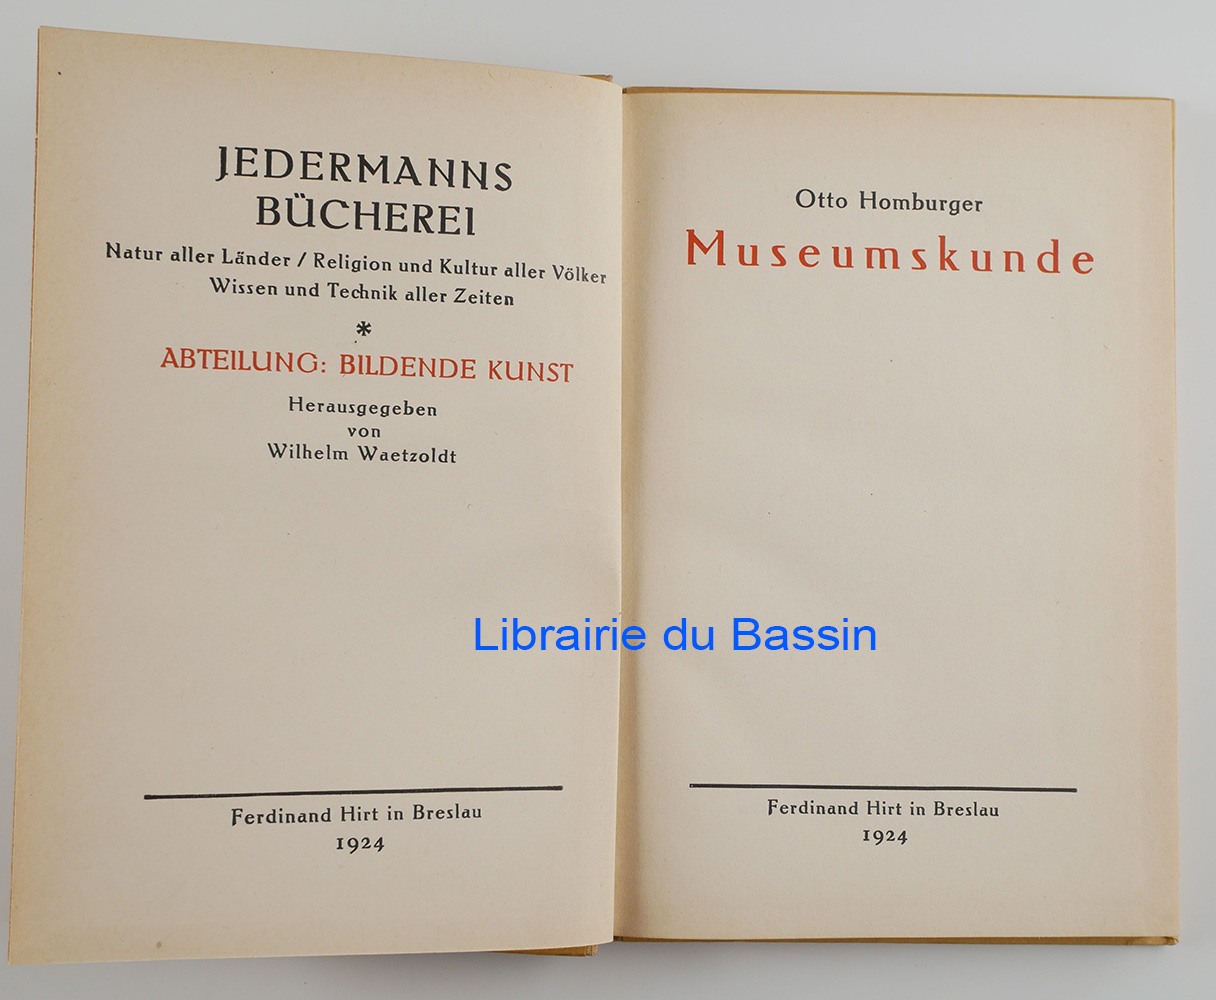 JEDERMANNS
BÜCHEREI
Natur aller Länder / Religion und Kultur aller Völker
Wissen und Technik aller Zeiten
*
ABTEILUNG: BILDENDE KUNST
Herausgegeben
von
Wilhelm Waetzoldt
Ferdinand Hirt in Breslau
1924
Otto Homburger
Museumskunde
Librairie du Bassin
Ferdinand Hirt in Breslau
1924